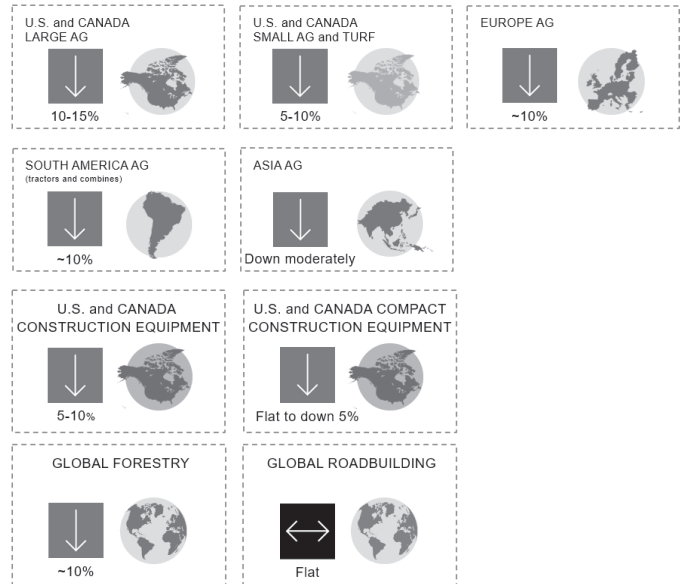 U.S. and CANADA
LARGE AG
10-15%
U.S. and CANADA
SMALL AG and TURF
5-10%
EUROPE AG
~10%
SOUTH AMERICA AG
(tractors and combines)
~10%
ASIA AG
Down moderately
U.S. and CANADA
CONSTRUCTION EQUIPMENT
5-10%
U.S. and CANADA COMPACT
CONSTRUCTION EQUIPMENT
Flat to down 5%
GLOBAL FORESTRY
~10%
GLOBAL ROADBUILDING
Flat